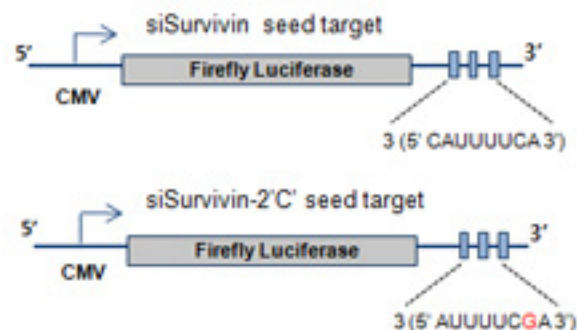 siSurvivin seed target
5′ 3′
Firefly Luciferase
CMV
3 (5′ CAUUUUCA 3′)
siSurvivin-2'C' seed target
5′ 3′
Firefly Luciferase
CMV
3 (5′ AUUUUCGA 3′)